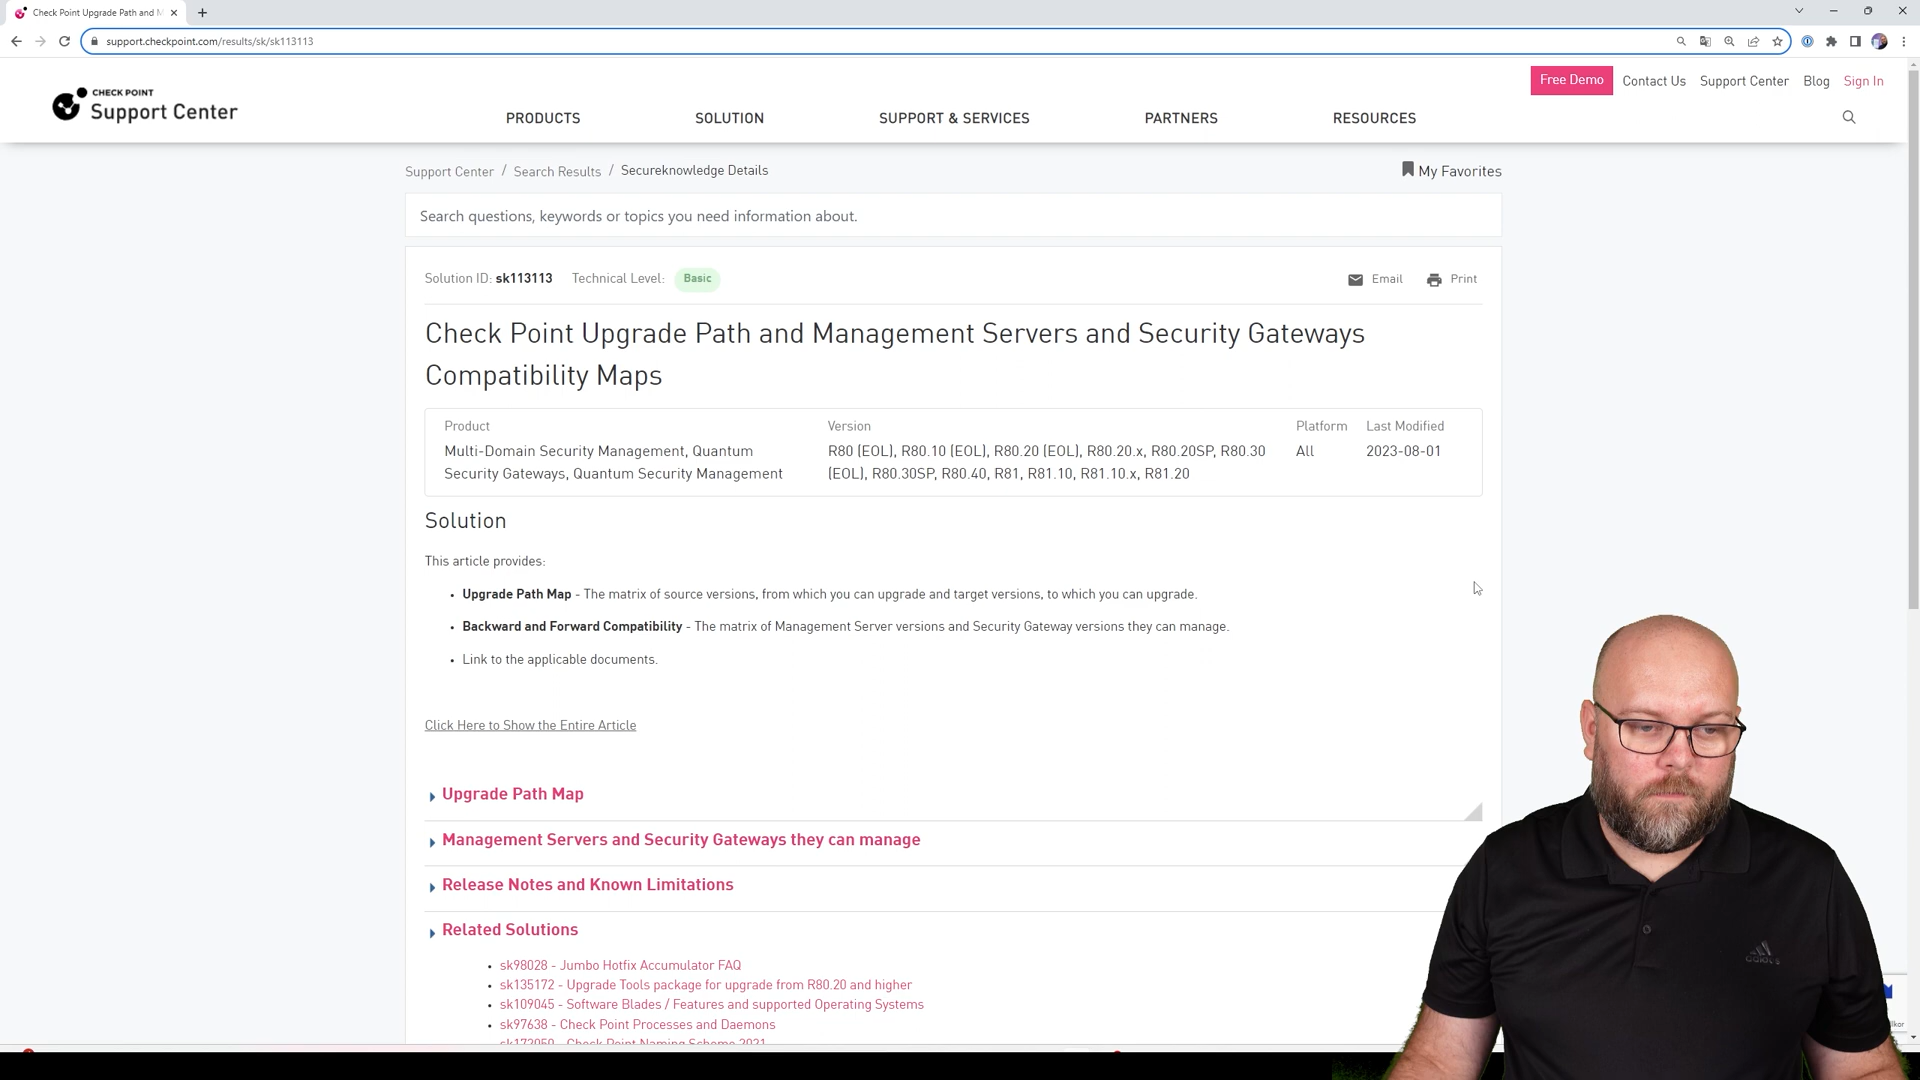 Check Point Upgrade Path and M
support.checkpoint.com/results/sk/sk113113
Free Demo
Contact Us
Support Center
Blog
Sign In
CHECK POINT
Support Center
PRODUCTS
SOLUTION
SUPPORT & SERVICES
PARTNERS
RESOURCES
Support Center / Search Results / Secureknowledge Details
My Favorites
Search questions, keywords or topics you need information about.
Solution ID: sk113113 Technical Level: Basic
Email
Print
Check Point Upgrade Path and Management Servers and Security Gateways
Compatibility Maps
Product
Multi-Domain Security Management, Quantum
Security Gateways, Quantum Security Management
Version
R80 (EOL), R80.10 (EOL), R80.20 (EOL), R80.20.x, R80.20SP, R80.30
(EOL), R80.30SP, R80.40, R81, R81.10, R81.10.x, R81.20
Platform
All
Last Modified
2023-08-01
Solution
This article provides:
• Upgrade Path Map - The matrix of source versions, from which you can upgrade and target versions, to which you can upgrade.
• Backward and Forward Compatibility - The matrix of Management Server versions and Security Gateway versions they can manage.
• Link to the applicable documents.
Click Here to Show the Entire Article
Upgrade Path Map
Management Servers and Security Gateways they can manage
Release Notes and Known Limitations
Related Solutions
• sk98028 - Jumbo Hotfix Accumulator FAQ
• sk135172 - Upgrade Tools package for upgrade from R80.20 and higher
• sk109045 - Software Blades / Features and supported Operating Systems
• sk97638 - Check Point Processes and Daemons
sk173050 - Check Point Naming Scheme 2021
adidas